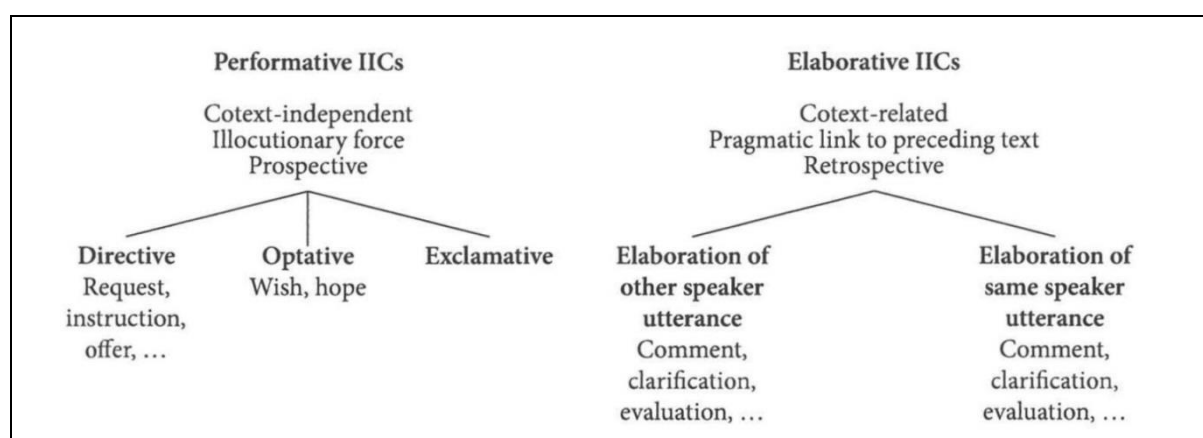 Performative IICs
Cotext-independent
Illocutionary force
Prospective
Directive
Request,
instruction,
offer, …
Optative
Wish, hope
Exclamative
Elaborative IICs
Cotext-related
Pragmatic link to preceding text
Retrospective
Elaboration of
other speaker
utterance
Comment,
clarification,
evaluation, …
Elaboration of
same speaker
utterance
Comment,
clarification,
evaluation, …